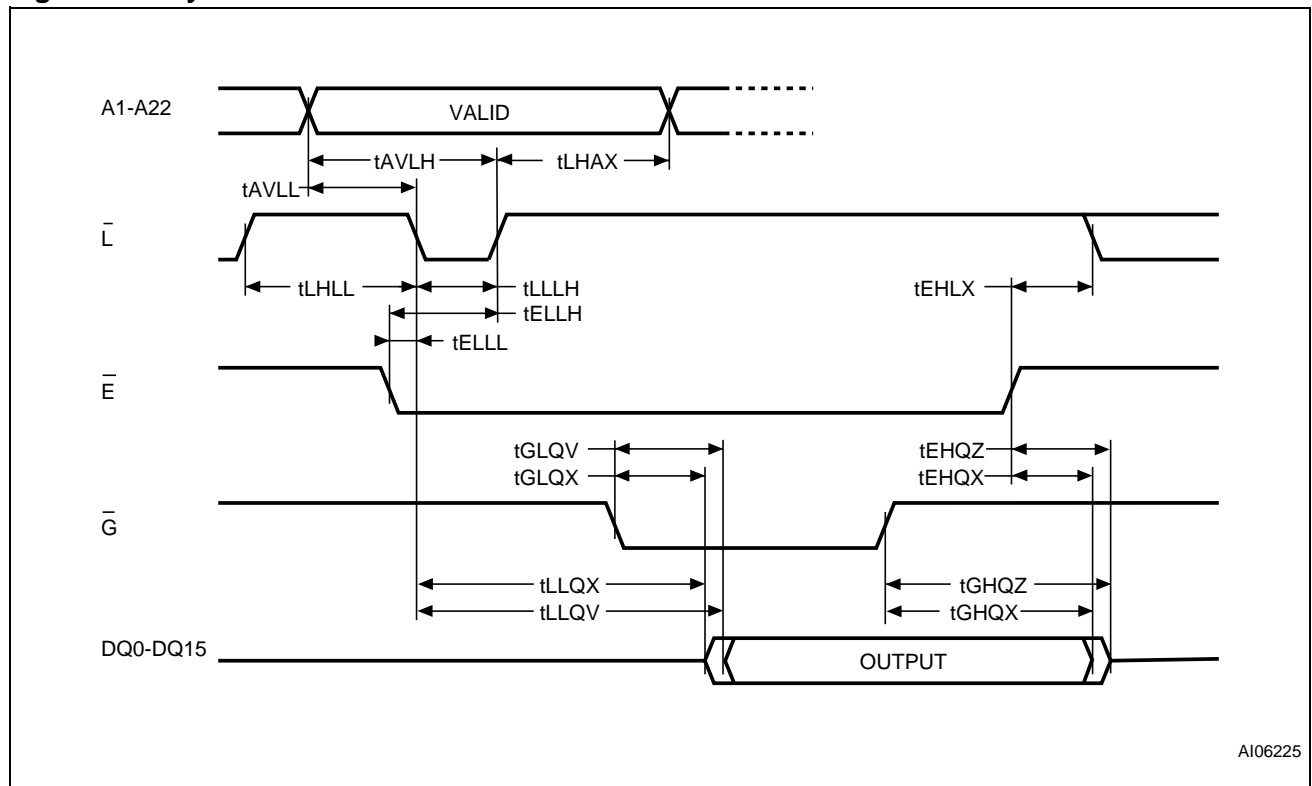 A1-A22
VALID
tAVLH
tLHAX
tAVLL
L̅
tLHLL
tLLLH
tEHLX
tELLH
tELLL
E̅
tGLQV
tEHQZ
tGLQX
tEHQX
G̅
tLLQX
tGHQZ
tLLQV
tGHQX
DQ0-DQ15
OUTPUT
AI06225